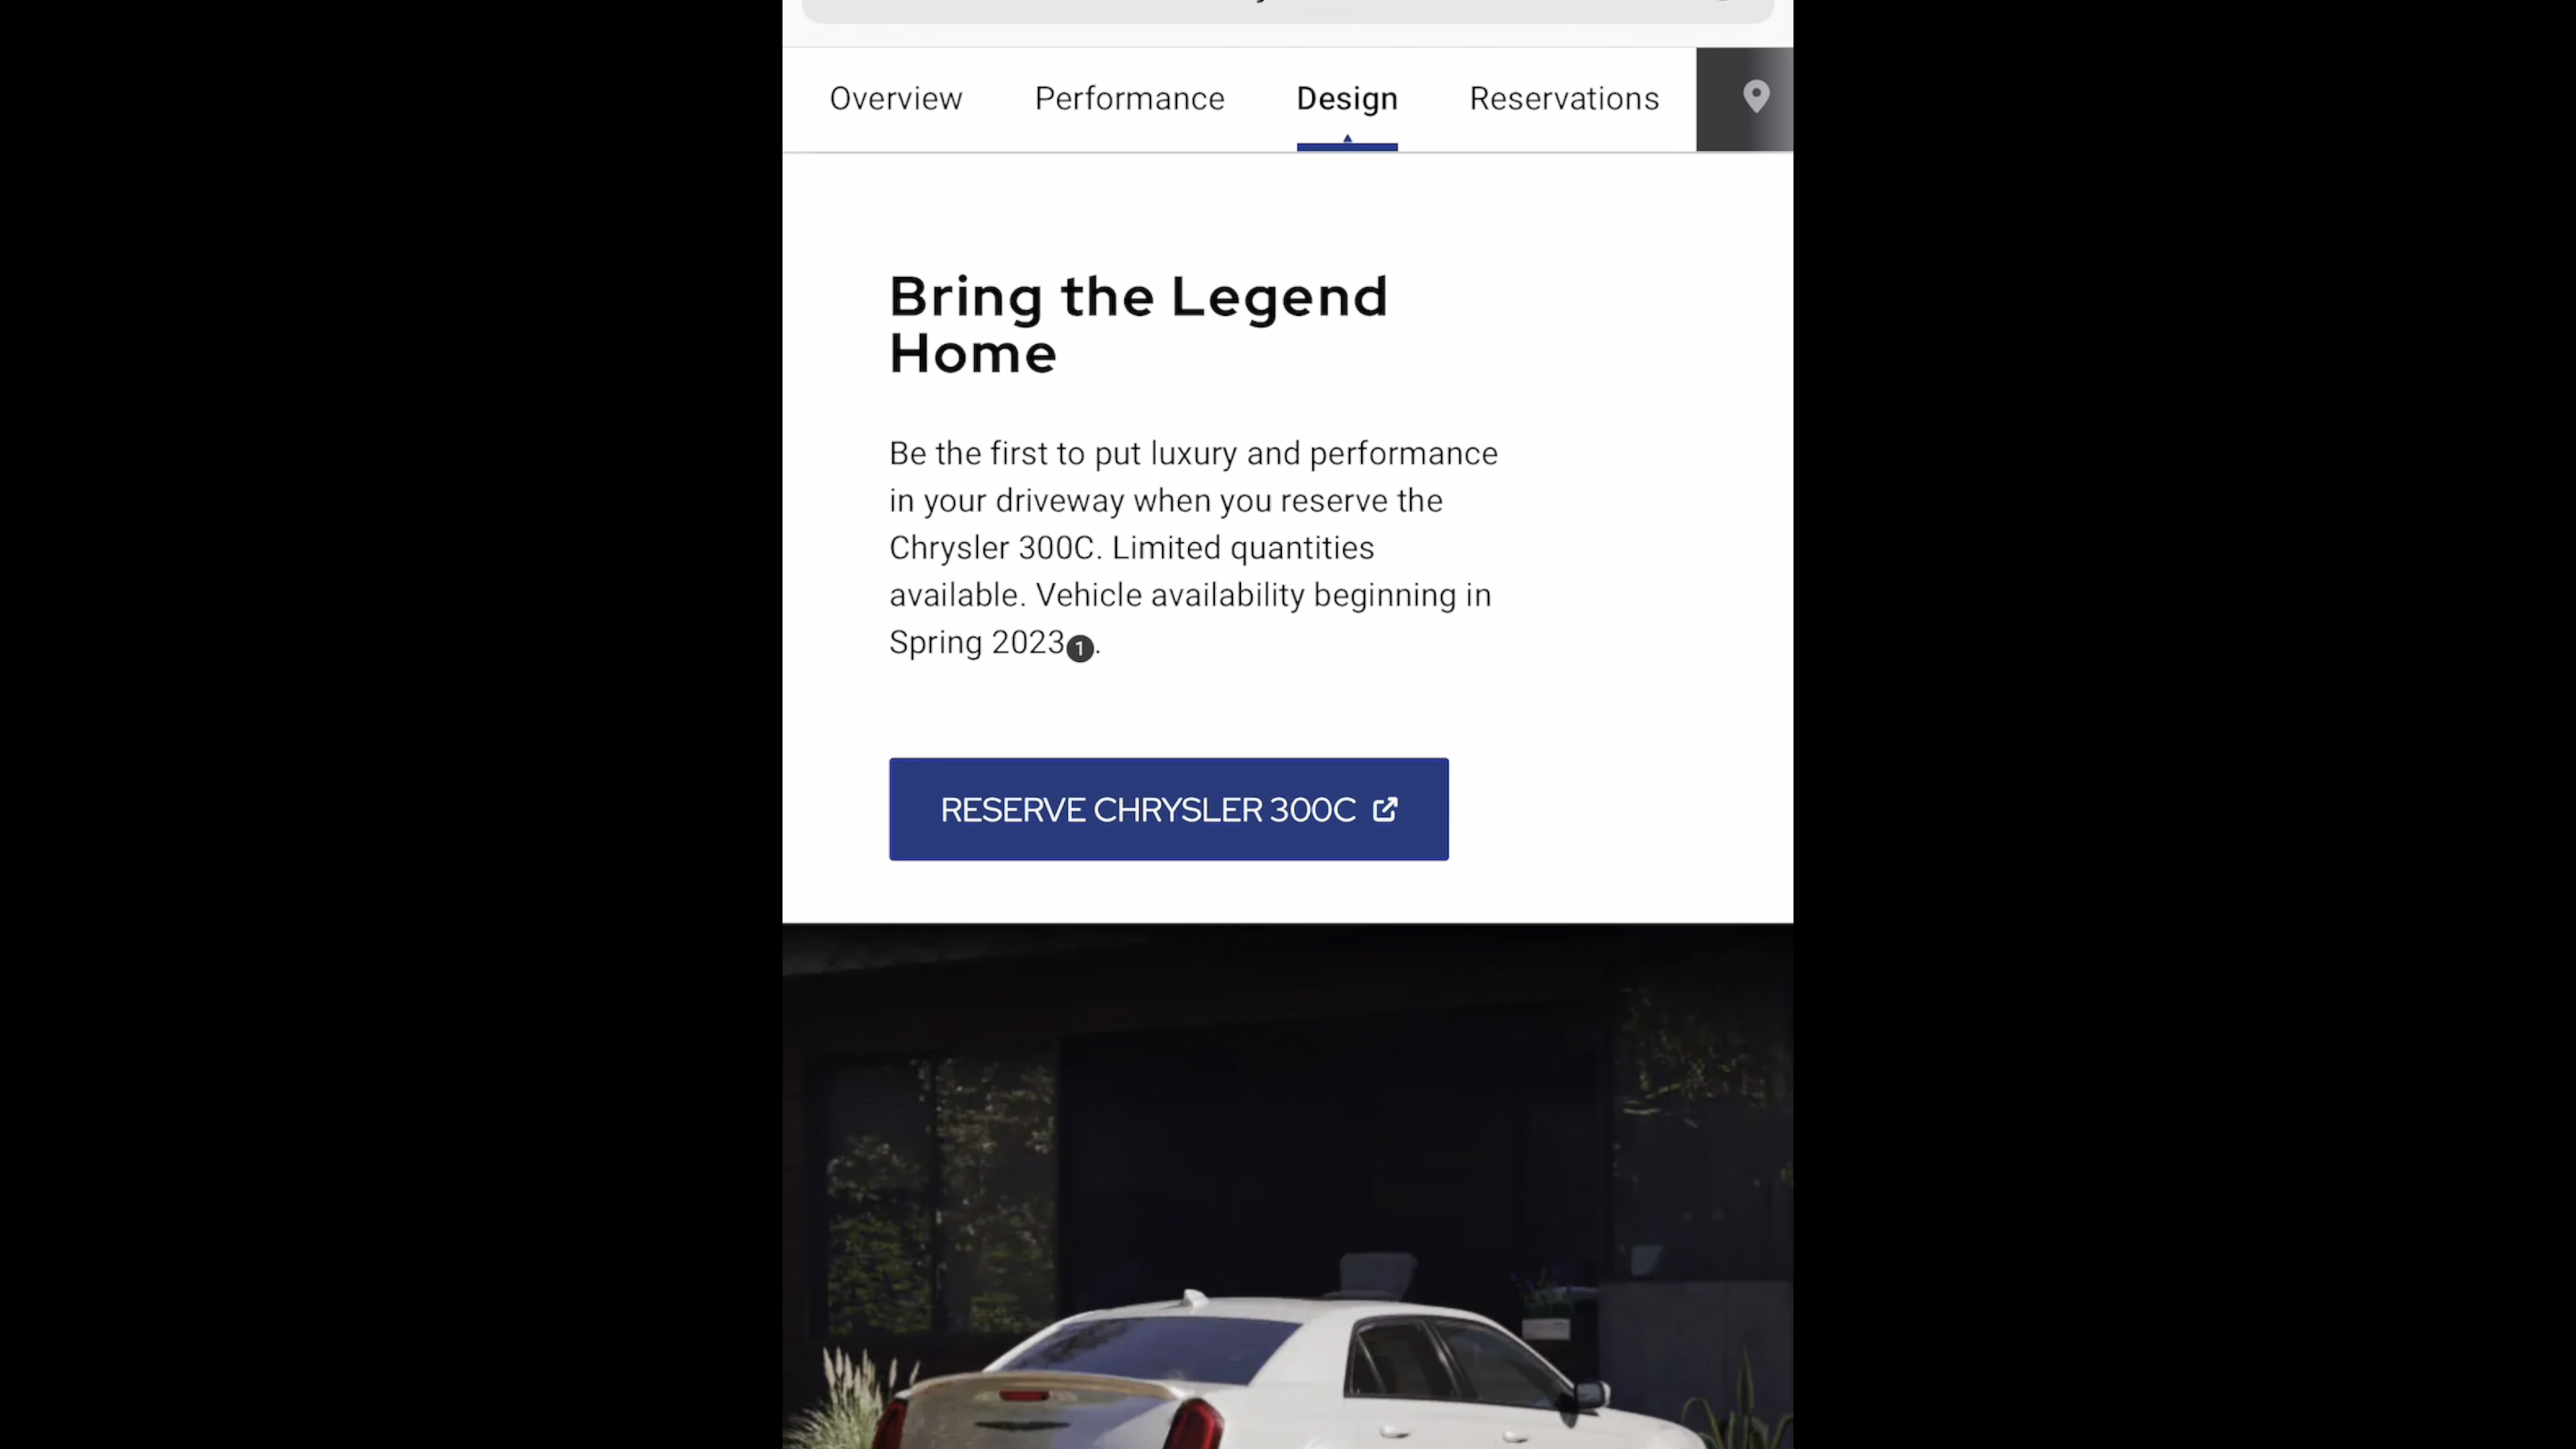 Overview Performance Design Reservations
Bring the Legend
Home
Be the first to put luxury and performance
in your driveway when you reserve the
Chrysler 300C. Limited quantities
available. Vehicle availability beginning in
Spring 2023 1.
RESERVE CHRYSLER 300C